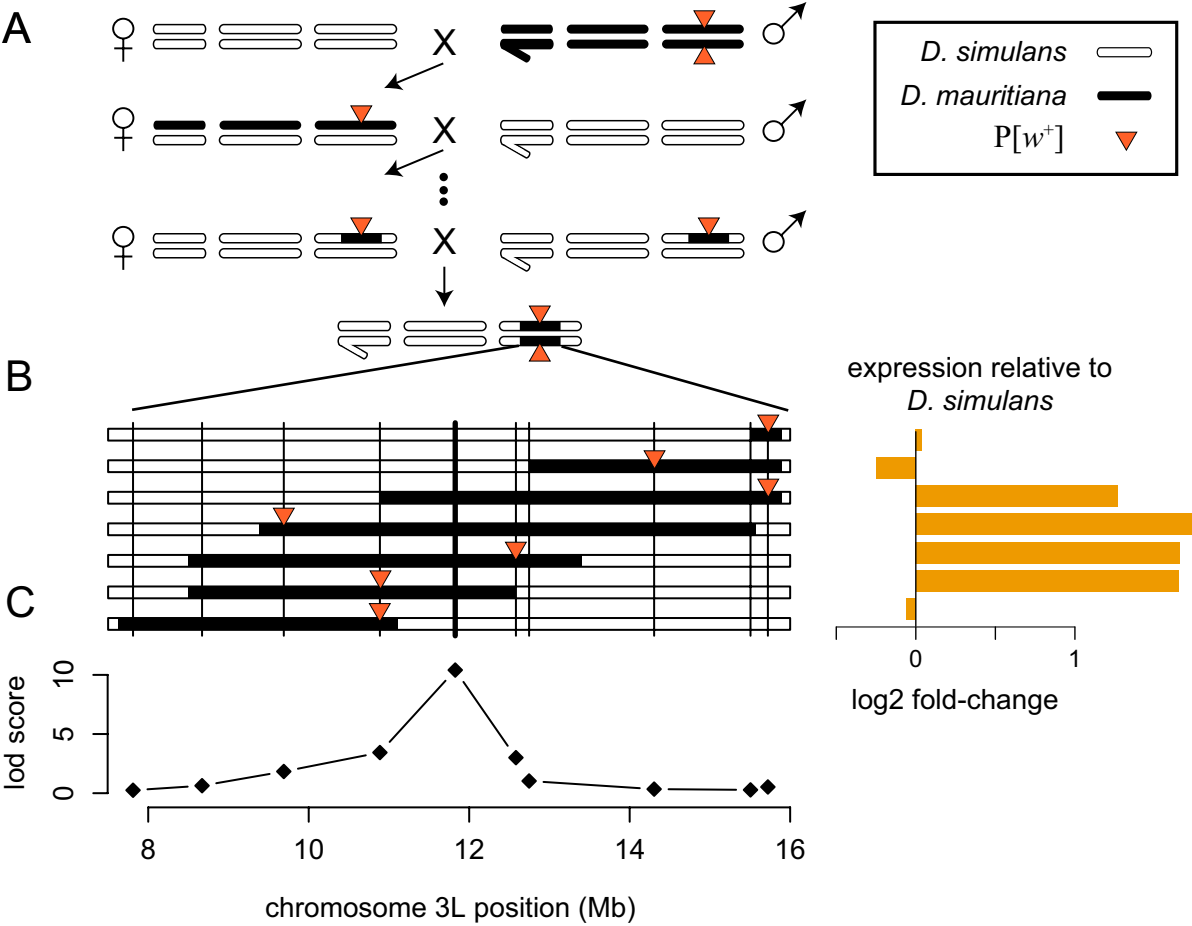 A
X
D. simulans
D. mauritiana
P[w+]
X
X
B
expression relative to
D. simulans
C
0
1
log2 fold-change
10
5
0
lod score
8
10
12
14
16
chromosome 3L position (Mb)